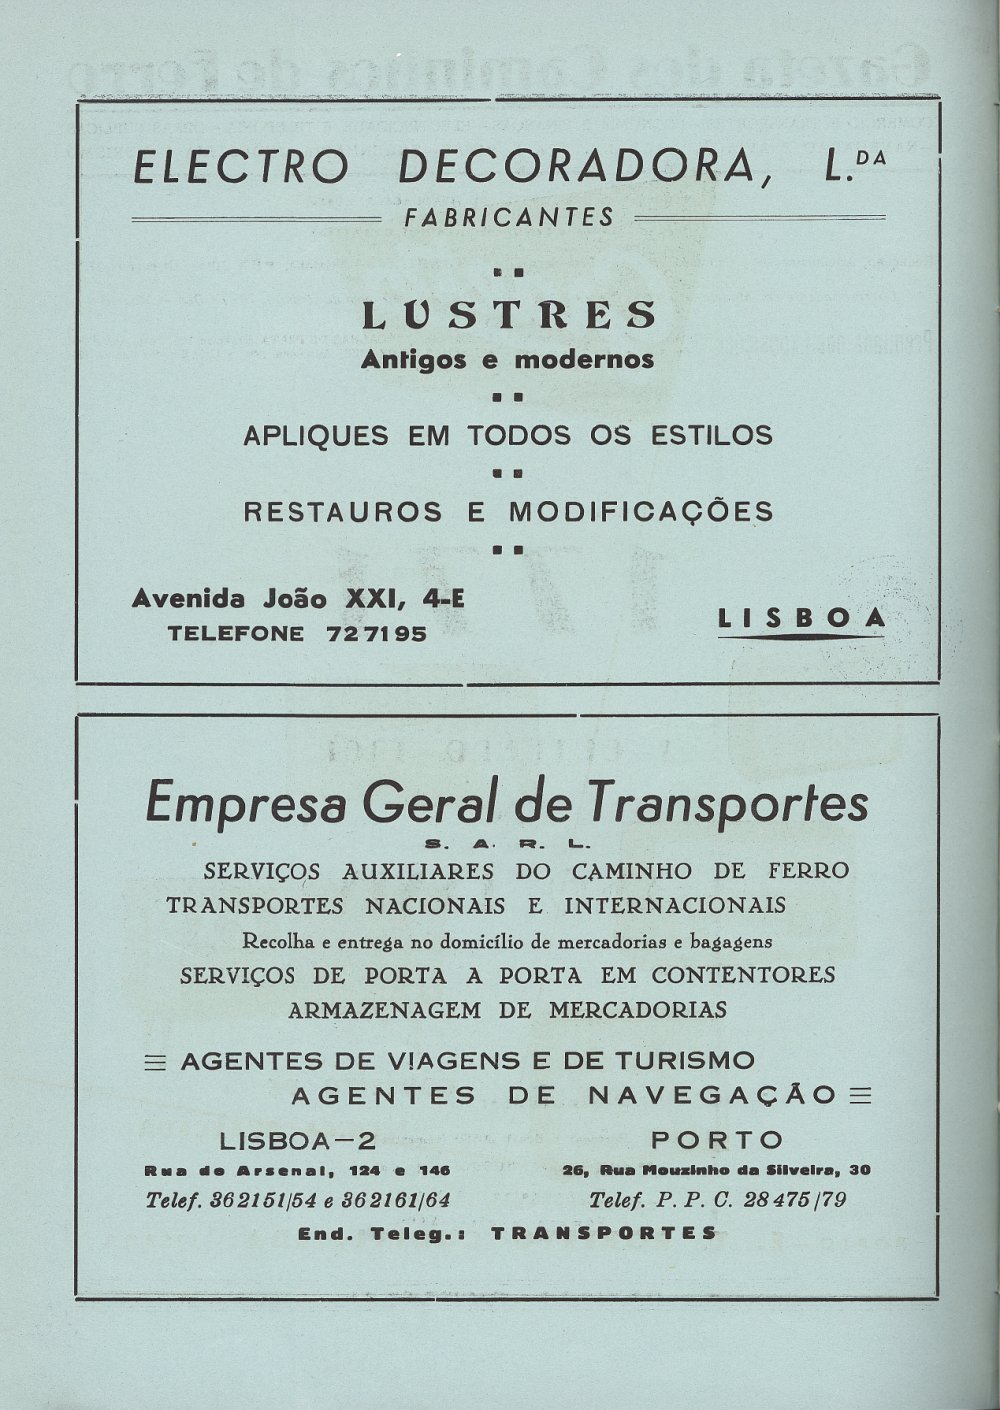 ELECTRO DECORADORA, L.DA
FABRICANTES
LUSTRES
Antigos e modernos
APLIQUES EM TODOS OS ESTILOS
RESTAUROS E MODIFICAÇÕES
Avenida João XXI, 4-E
TELEFONE 727195
LISBOA
Empresa Geral de Transportes
S. A. R. L.
SERVIÇOS AUXILIARES DO CAMINHO DE FERRO
TRANSPORTES NACIONAIS E INTERNACIONAIS
Recolha e entrega no domicílio de mercadorias e bagagens
SERVIÇOS DE PORTA A PORTA EM CONTENTORES
ARMAZENAGEM DE MERCADORIAS
AGENTES DE V!AGENS E DE TURISMO
AGENTES DE NAVEGAÇÃO
LISBOA—2
Rua do Arsenal, 124 e 146
Telef. 362151/54 e 362161/64
PORTO
26, Rua Mouzinho da Silveira, 30
Telef. P. P. C. 28475/79
End. Teleg.: TRANSPORTES